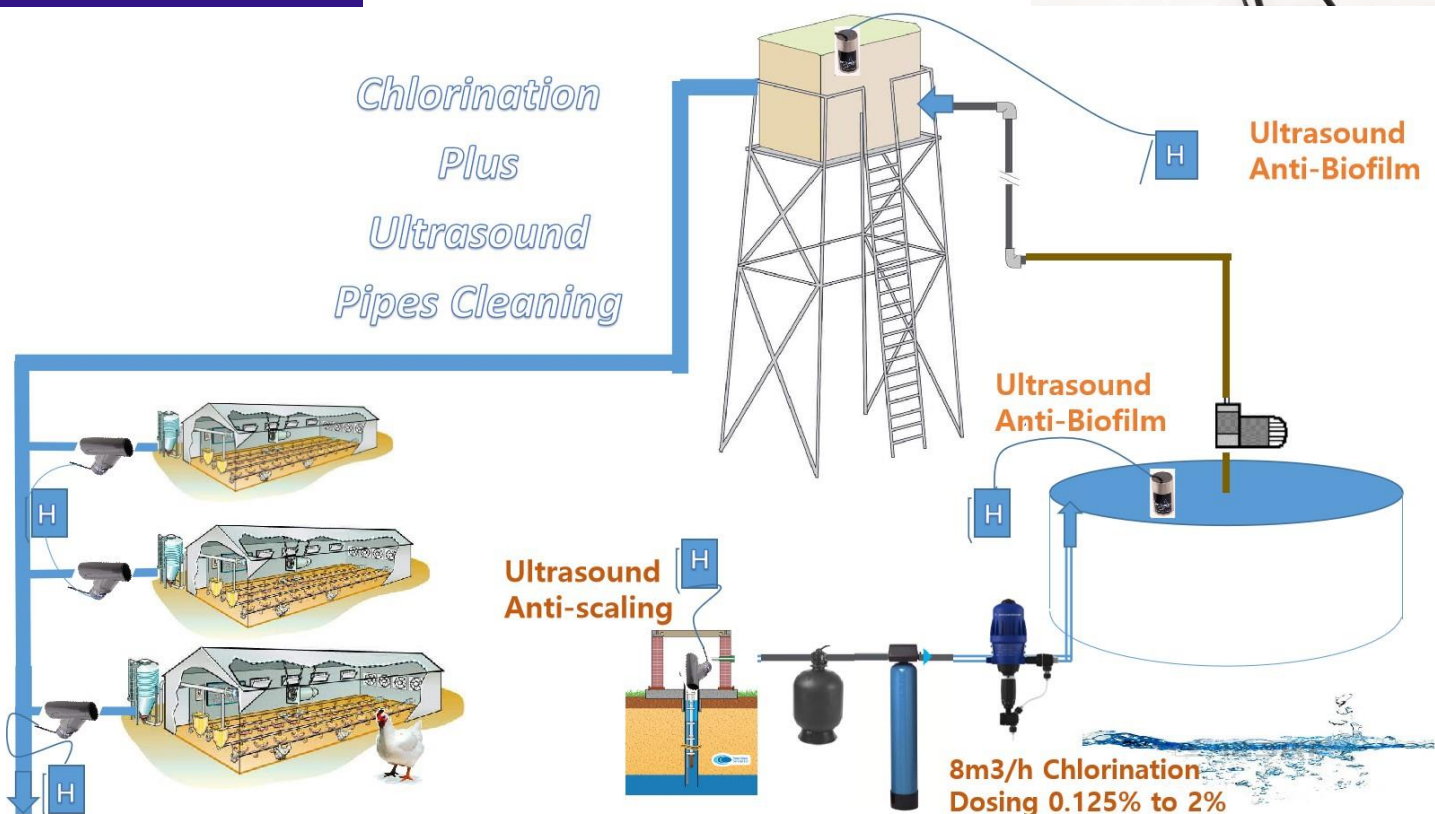 Chlorination
Plus
Ultrasound
Pipes Cleaning
H
Ultrasound
Anti-Biofilm
Ultrasound
Anti-Biofilm
H
H
Ultrasound
Anti-scaling
H
H
8m3/h Chlorination
Dosing 0.125% to 2%